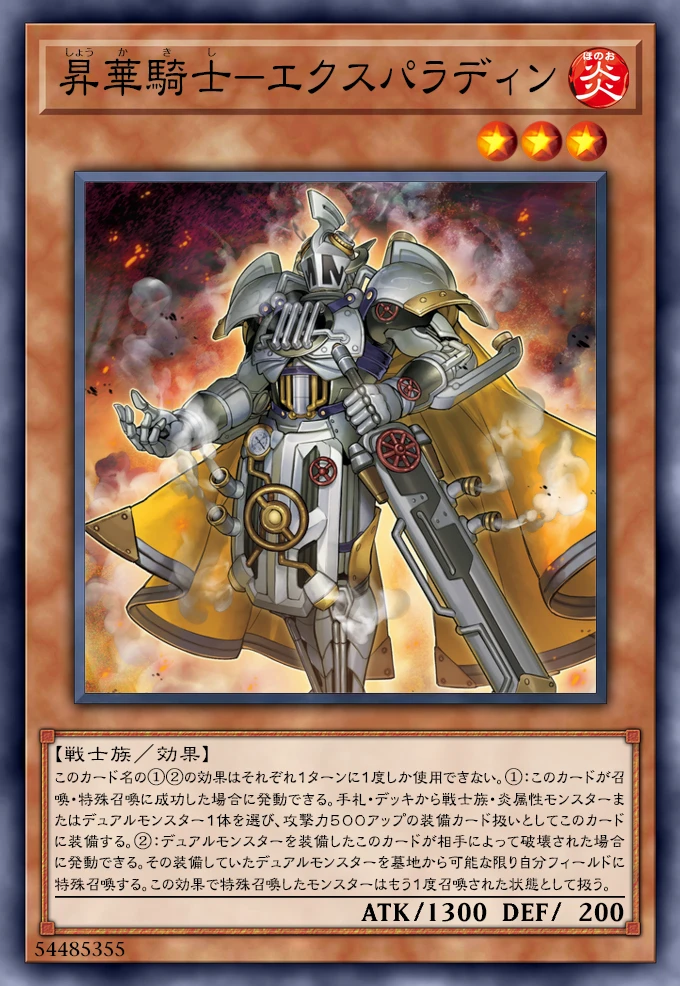 しょう か き し
昇華騎士－エクスパラディン
ほのお
炎
【戦士族／効果】
このカード名の①②の効果はそれぞれ1ターンに1度しか使用できない。①：このカードが召
喚・特殊召喚に成功した場合に発動できる。手札・デッキから戦士族・炎属性モンスターま
たはデュアルモンスター1体を選び、攻撃力500アップの装備カード扱いとしてこのカード
に装備する。②：デュアルモンスターを装備したこのカードが相手によって破壊された場合
に発動できる。その装備していたデュアルモンスターを墓地から可能な限り自分フィールドに
特殊召喚する。この効果で特殊召喚したモンスターはもう1度召喚された状態として扱う。
ATK/1300 DEF/ 200
54485355